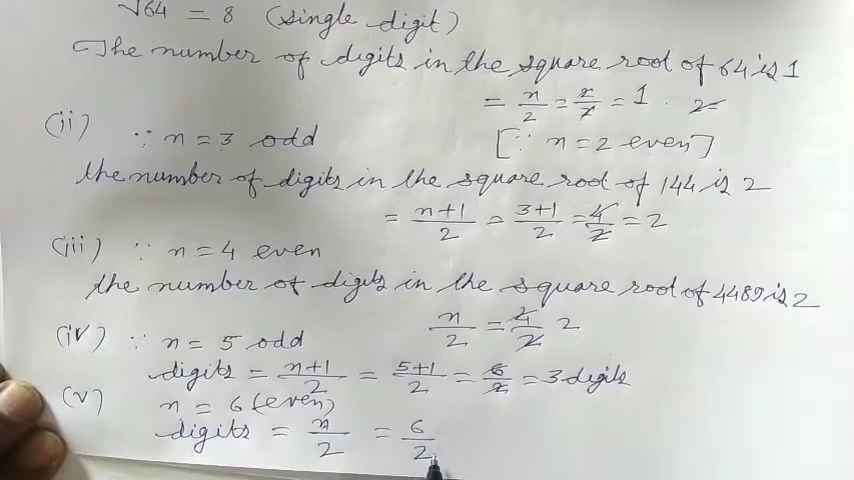 √64 = 8 (single digit)
The number of digits in the square root of 64 is 1
= n/2 = 2/2 = 1
(ii) ∵ n = 3 odd [∵ n = 2 even]
the number of digits in the square root of 144 is 2
= n+1/2 = 3+1/2 = 4/2 = 2
(iii) ∵ n = 4 even
the number of digits in the square root of 4489 is 2
n/2 = 4/2 2
(iv) ∵ n = 5 odd
digits = n+1/2 = 5+1/2 = 6/2 = 3 digits
(v) n = 6 (even)
digits = n/2 = 6/2